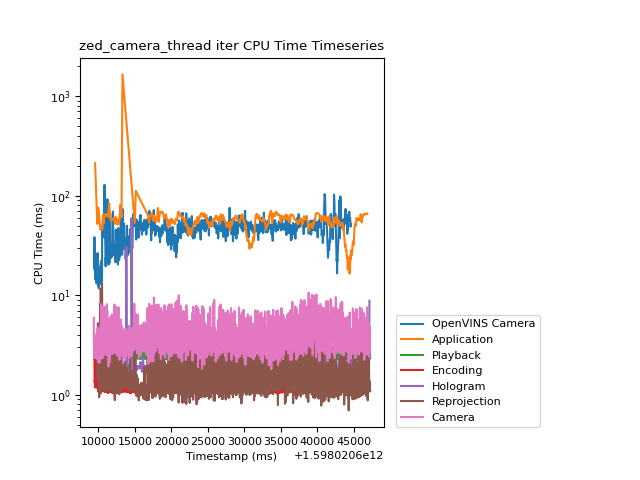 zed_camera_thread iter CPU Time Timeseries
CPU Time (ms)
10³
10²
10¹
10⁰
10000 15000 20000 25000 30000 35000 40000 45000
Timestamp (ms)
+1.5980206e12
OpenVINS Camera
Application
Playback
Encoding
Hologram
Reprojection
Camera